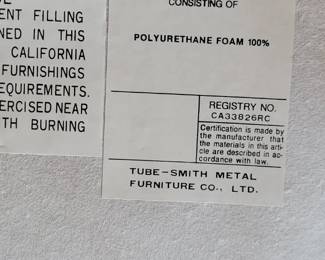 ENT FILLING
NED IN THIS
CALIFORNIA
FURNISHINGS
EQUIREMENTS.
ERCISED NEAR
TH BURNING
CONSISTING OF
POLYURETHANE FOAM 100%
REGISTRY NO.
CA33826RC
Certification is made by
the manufacturer that
the materials in this arti-
cle are described in ac-
cordance with law.
TUBE-SMITH METAL
FURNITURE CO., LTD.